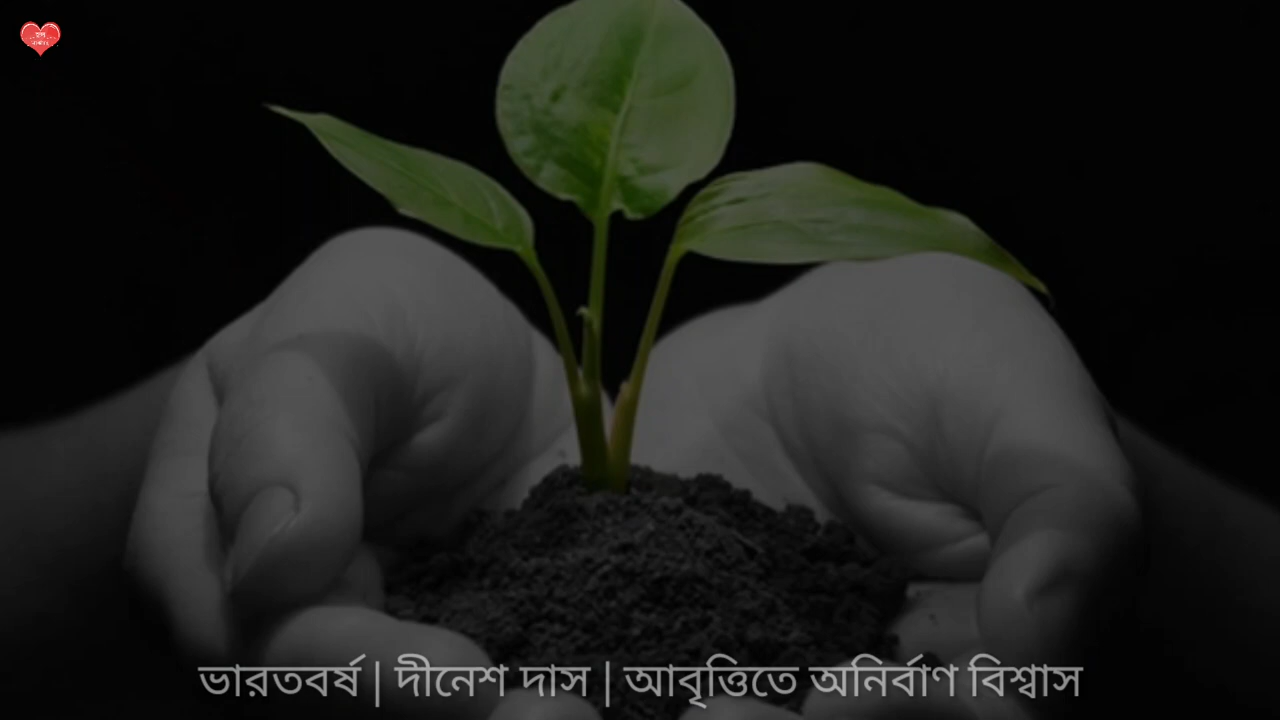 ভারতবর্ষ | দীনেশ দাস | আবৃত্তিতে অনির্বাণ বিশ্বাস